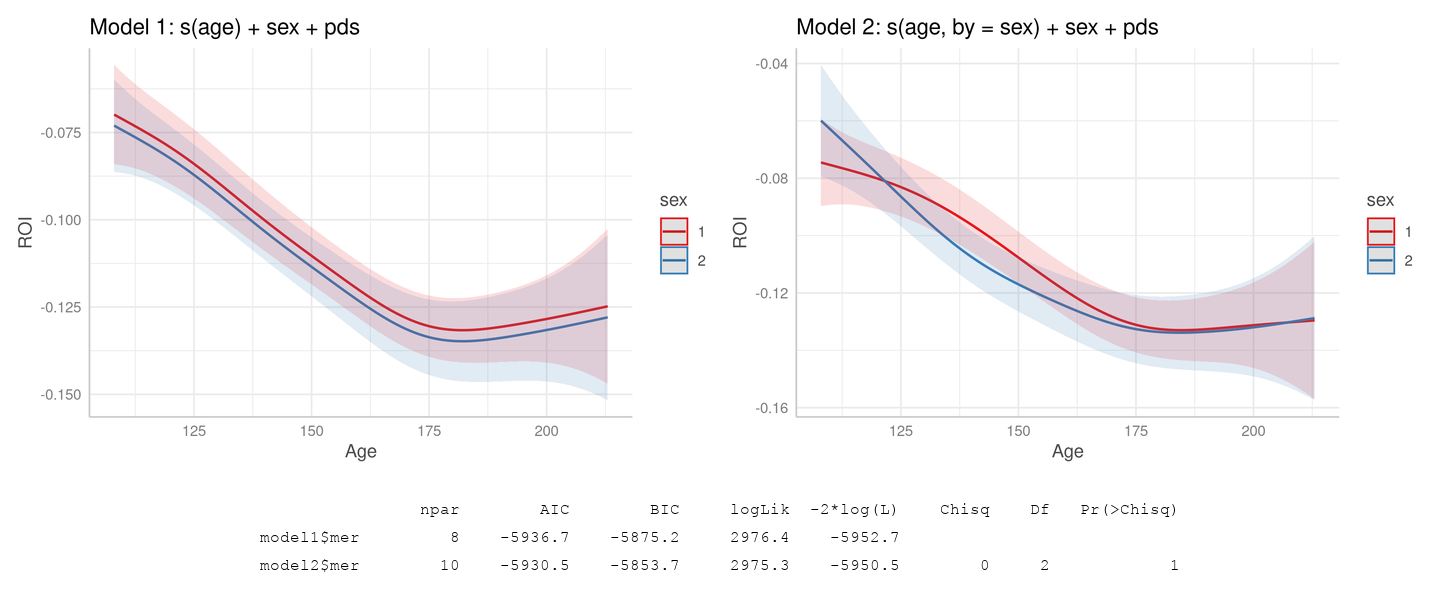 Model 1: s(age) + sex + pds
-0.075
-0.100
-0.125
-0.150
ROI
125 150 175 200
Age
sex
1
2
Model 2: s(age, by = sex) + sex + pds
-0.04
-0.08
-0.12
-0.16
ROI
125 150 175 200
Age
sex
1
2
npar AIC BIC logLik -2*log(L) Chisq Df Pr(>Chisq)
model1$mer 8 -5936.7 -5875.2 2976.4 -5952.7
model2$mer 10 -5930.5 -5853.7 2975.3 -5950.5 0 2 1